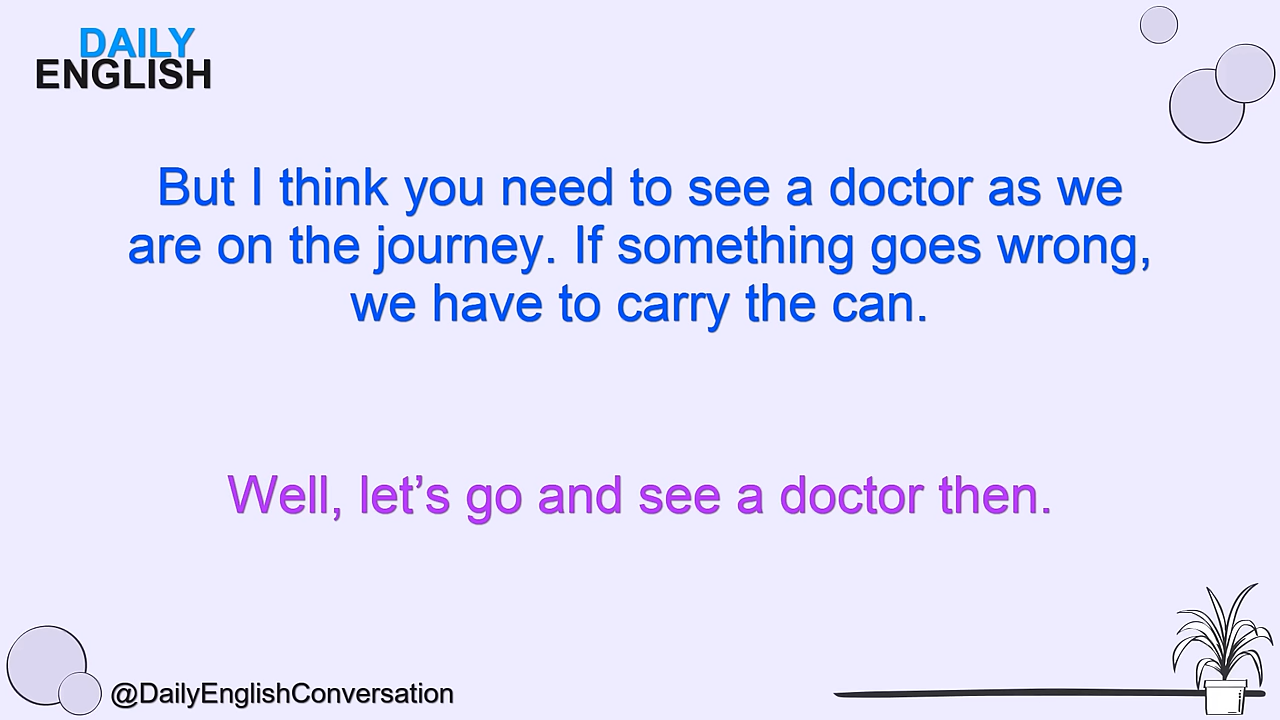 DAILY
ENGLISH
But I think you need to see a doctor as we
are on the journey. If something goes wrong,
we have to carry the can.
Well, let’s go and see a doctor then.
@DailyEnglishConversation